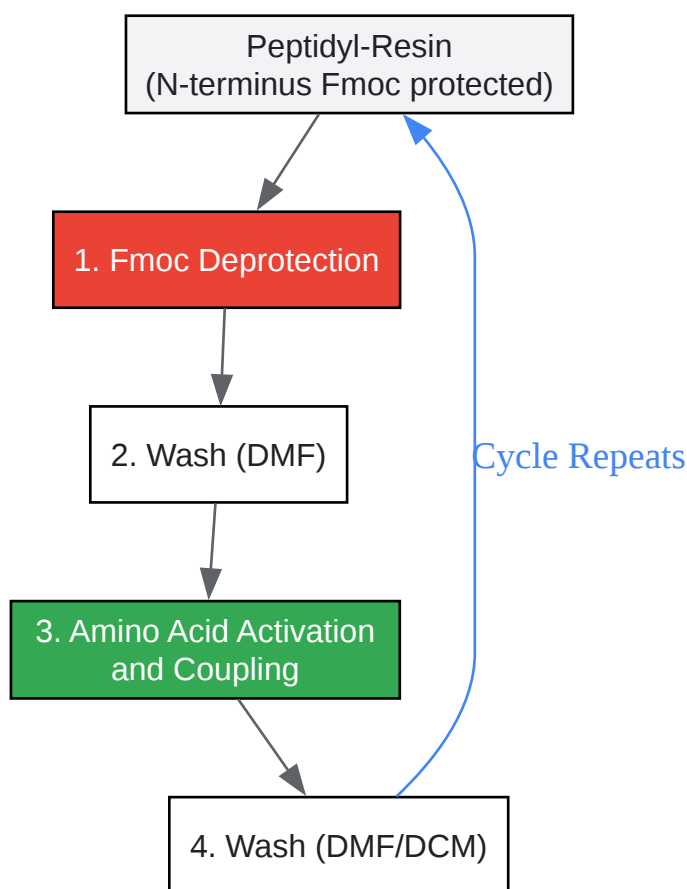 Peptidyl-Resin
(N-terminus Fmoc protected)
1. Fmoc Deprotection
2. Wash (DMF)
Cycle Repeats
3. Amino Acid Activation
and Coupling
4. Wash (DMF/DCM)